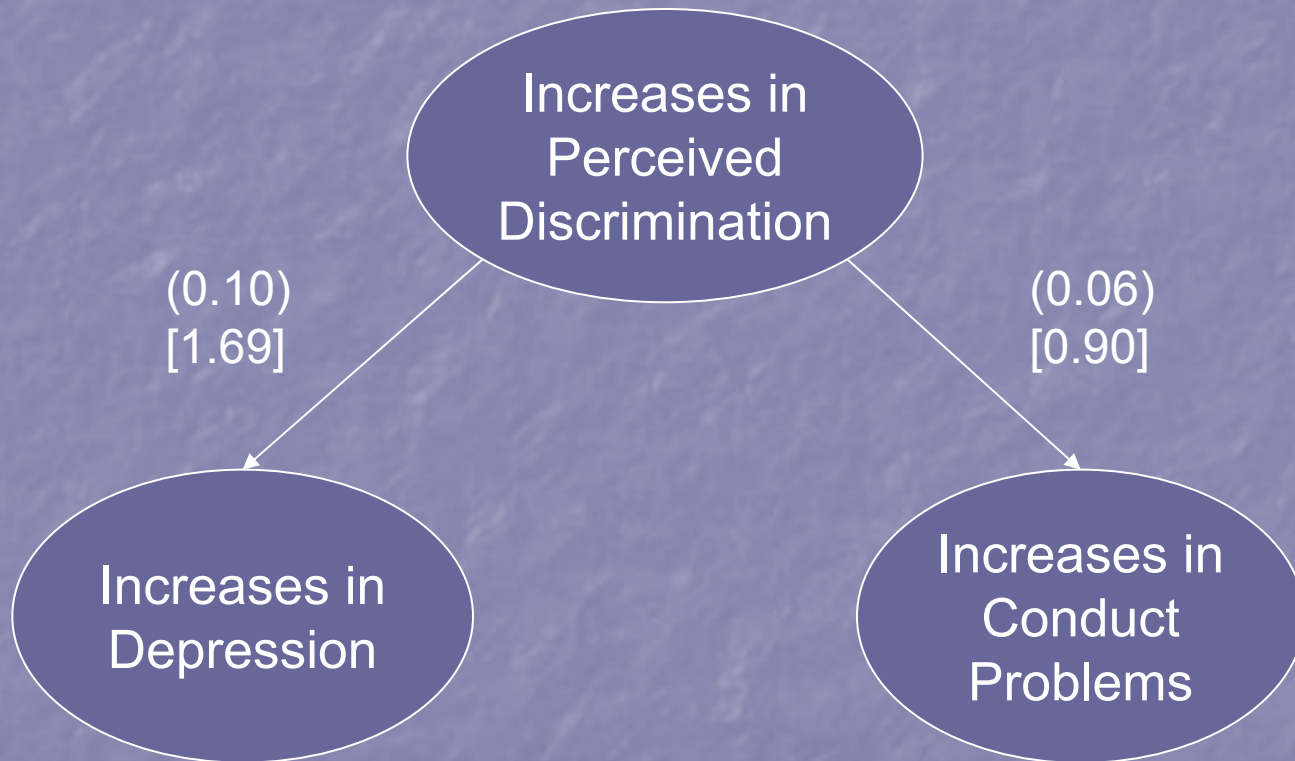 Increases in
Perceived
Discrimination
(0.10)
[1.69]
(0.06)
[0.90]
Increases in
Depression
Increases in
Conduct
Problems